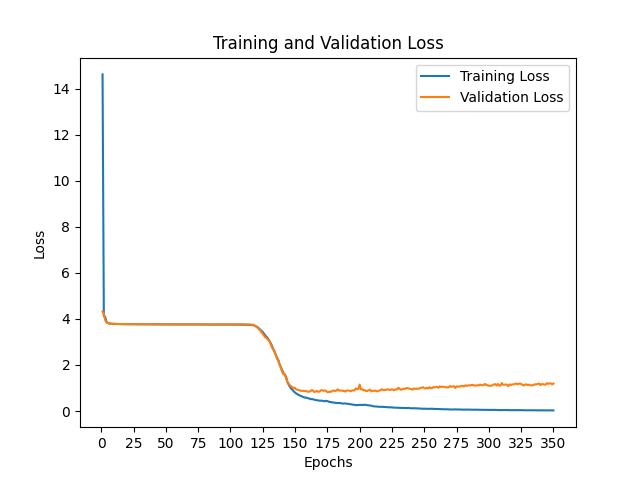 Training and Validation Loss
Training Loss
Validation Loss
Loss
14
12
10
8
6
4
2
0
0 25 50 75 100 125 150 175 200 225 250 275 300 325 350
Epochs